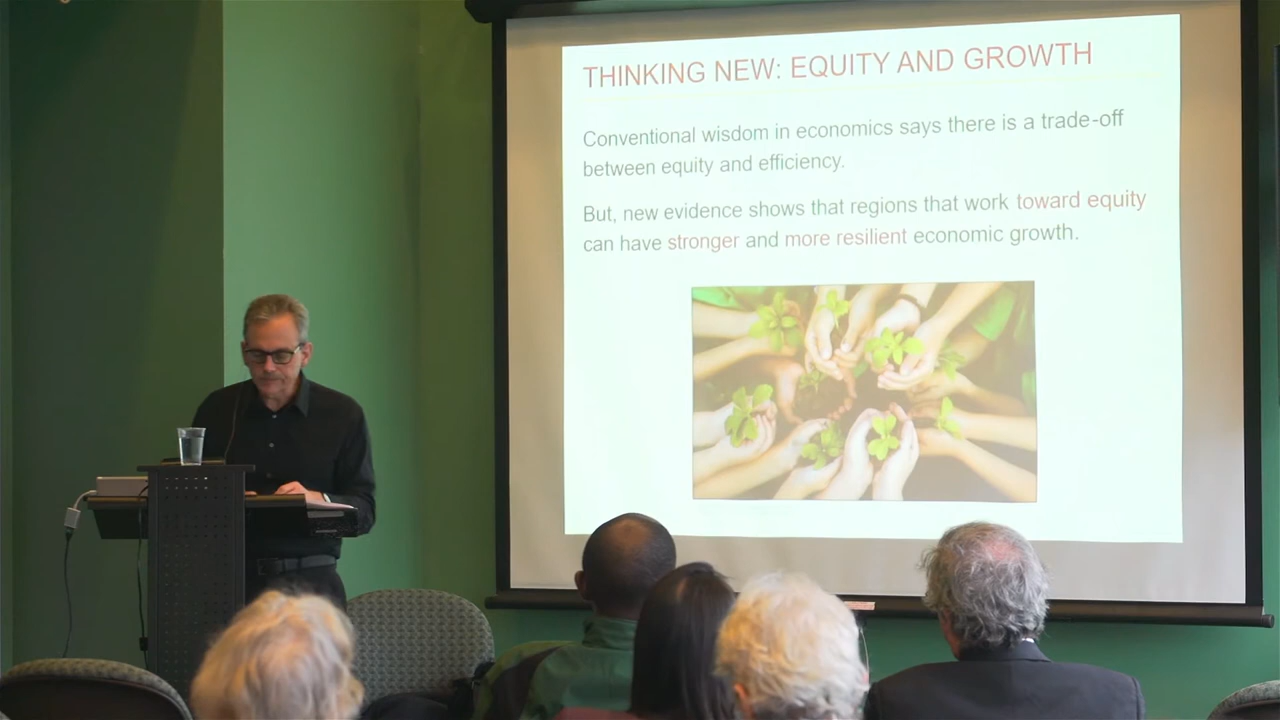 THINKING NEW: EQUITY AND GROWTH
Conventional wisdom in economics says there is a trade-off
between equity and efficiency.
But, new evidence shows that regions that work toward equity
can have stronger and more resilient economic growth.